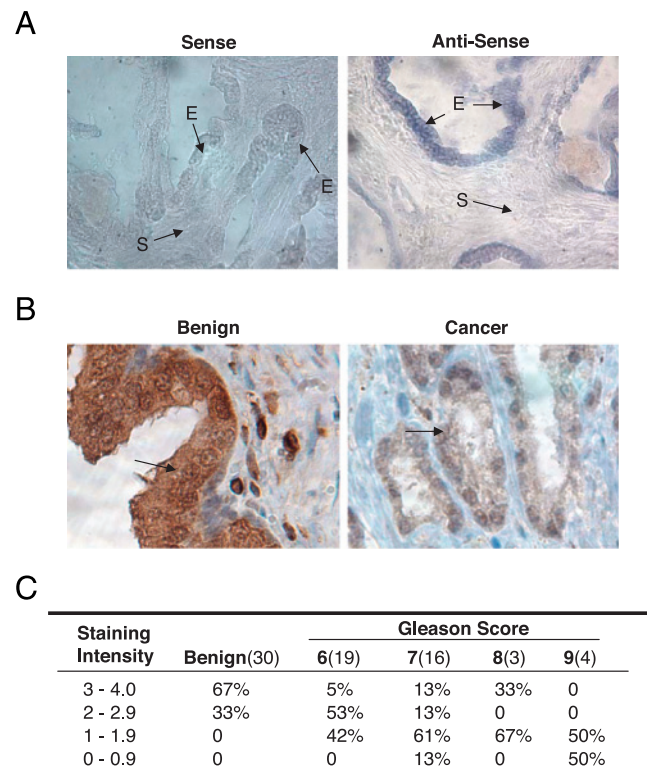 A
Sense
Anti-Sense
E
E
S
E
S
B
Benign
Cancer
C
Staining Intensity
Benign(30)
Gleason Score
6(19) 7(16) 8(3) 9(4)
3 - 4.0 67% 5% 13% 33% 0
2 - 2.9 33% 53% 13% 0 0
1 - 1.9 0 42% 61% 67% 50%
0 - 0.9 0 0 13% 0 50%